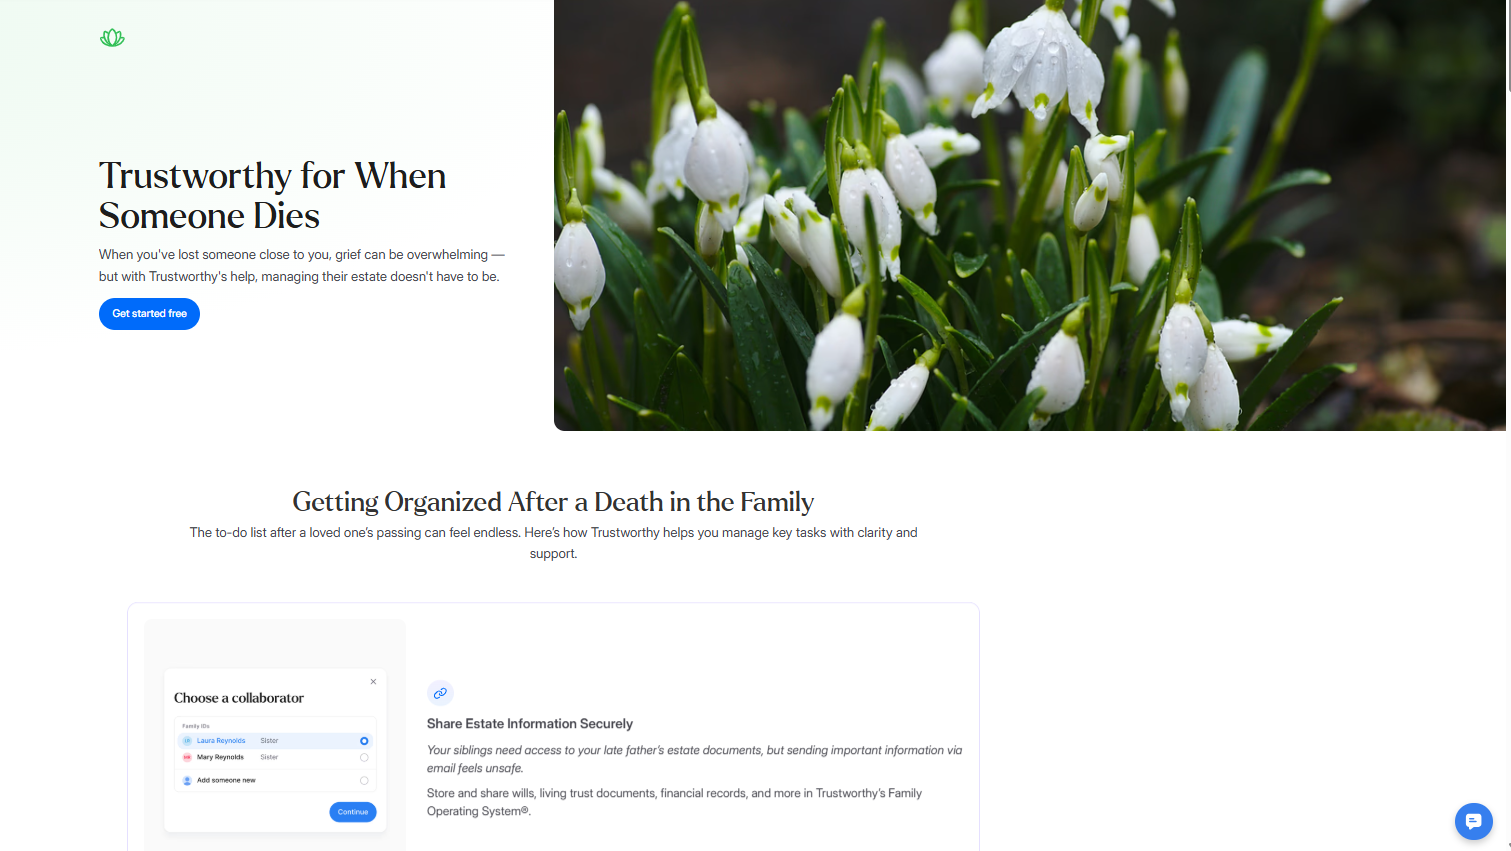 Trustworthy for When
Someone Dies
When you've lost someone close to you, grief can be overwhelming —
but with Trustworthy's help, managing their estate doesn't have to be.
Get started free
Getting Organized After a Death in the Family
The to-do list after a loved one’s passing can feel endless. Here’s how Trustworthy helps you manage key tasks with clarity and
support.
Choose a collaborator
Family IDs
Laura Reynolds Sister
Mary Reynolds Sister
Add someone new
Continue
Share Estate Information Securely
Your siblings need access to your late father’s estate documents, but sending important information via
email feels unsafe.
Store and share wills, living trust documents, financial records, and more in Trustworthy’s Family
Operating System®.